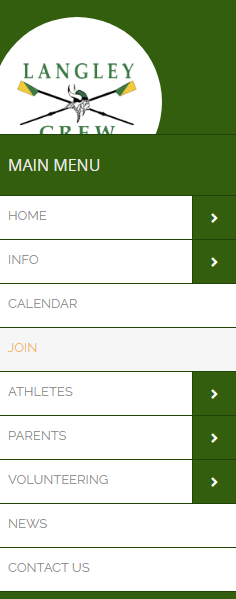 LANGLEY
CREW
MAIN MENU
HOME
INFO
CALENDAR
JOIN
ATHLETES
PARENTS
VOLUNTEERING
NEWS
CONTACT US